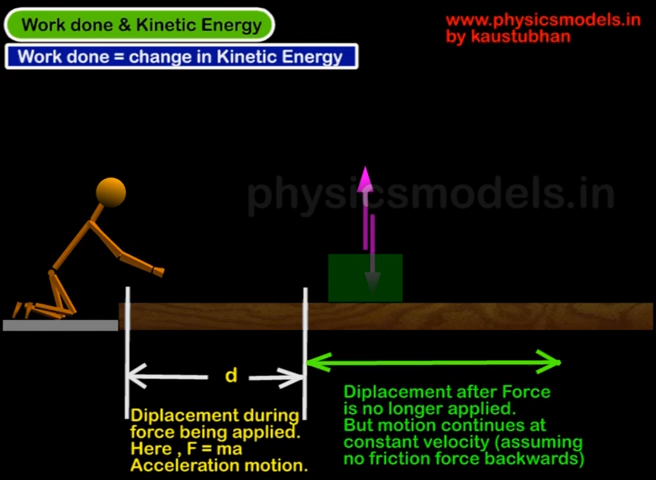 Work done & Kinetic Energy
www.physicsmodels.in
by kaustubhan
Work done = change in Kinetic Energy
physicsmodels.in
d
Diplacement during
force being applied.
Here , F = ma
Acceleration motion.
Diplacement after Force
is no longer applied.
But motion continues at
constant velocity (assuming
no friction force backwards)